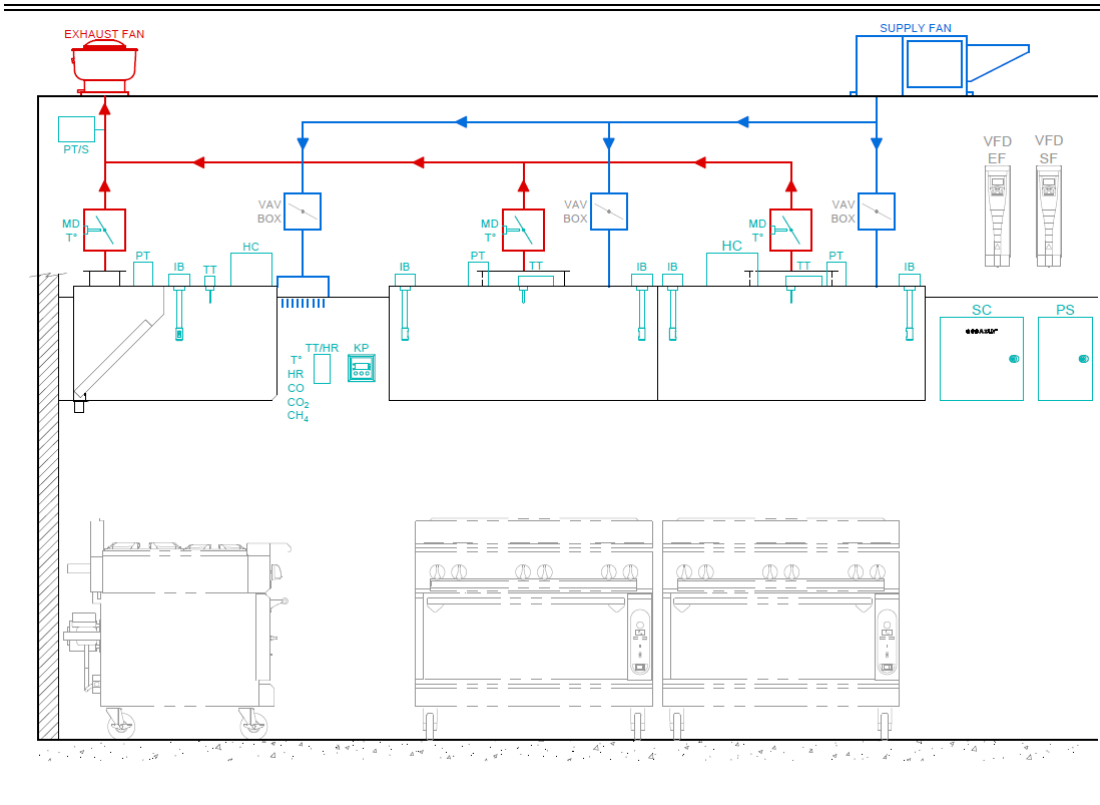 EXHAUST FAN
SUPPLY FAN
PT/S
VFD
EF
VFD
SF
MD
T°
VAV
BOX
MD
T°
VAV
BOX
MD
T°
VAV
BOX
PT
IB
TT
HC
IB
PT
TT
IB
IB
HC
TT
PT
IB
TT/HR
KP
T°
HR
CO
CO₂
CH₄
SC
PS